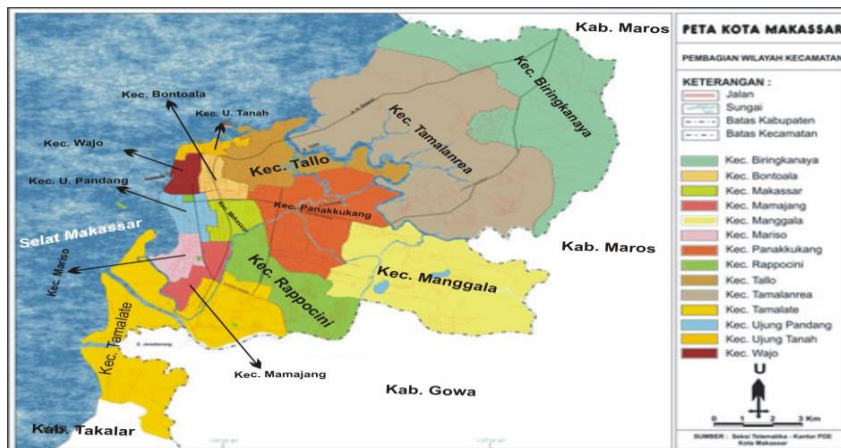 Kab. Maros
Kec. Bontoala
Kec. U. Tanah
Kec. Biringkanaya
Kec. Tamalanrea
Kec. Wajo
Kec. Tallo
Kec. U. Pandang
Kec. Panakkukang
Kec. Makassar
Selat Makassar
Kab. Maros
Kec. Mariso
Kec. Rappocini
Kec. Manggala
Kec. Tamalate
Kec. Mamajang
Kab. Gowa
Kab. Takalar
PETA KOTA MAKASSAR
PEMBAGIAN WILAYAH KECAMATAN
KETERANGAN :
Jalan
Sungai
Batas Kabupaten
Batas Kecamatan
Kec. Biringkanaya
Kec. Bontoala
Kec. Makassar
Kec. Mamajang
Kec. Manggala
Kec. Mariso
Kec. Panakkukang
Kec. Rappocini
Kec. Tallo
Kec. Tamalanrea
Kec. Tamalate
Kec. Ujung Pandang
Kec. Ujung Tanah
Kec. Wajo
U
0 1 2 3 Km
SUMBER : Seksi Telematika - Kantor PDE
Kota Makassar